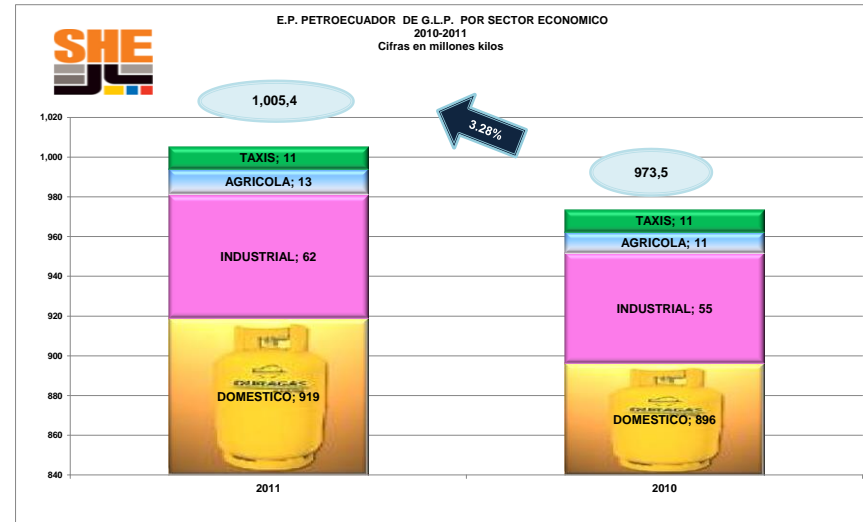 E.P. PETROECUADOR DE G.L.P. POR SECTOR ECONOMICO
2010-2011
Cifras en millones kilos
SHE
1,005,4
3.28%
973,5
1,020
1,000
980
960
940
920
900
880
860
840
TAXIS; 11
AGRICOLA; 13
INDUSTRIAL; 62
DURAGAS
DOMESTICO; 919
TAXIS; 11
AGRICOLA; 11
INDUSTRIAL; 55
DURAGAS
DOMESTICO; 896
2011
2010